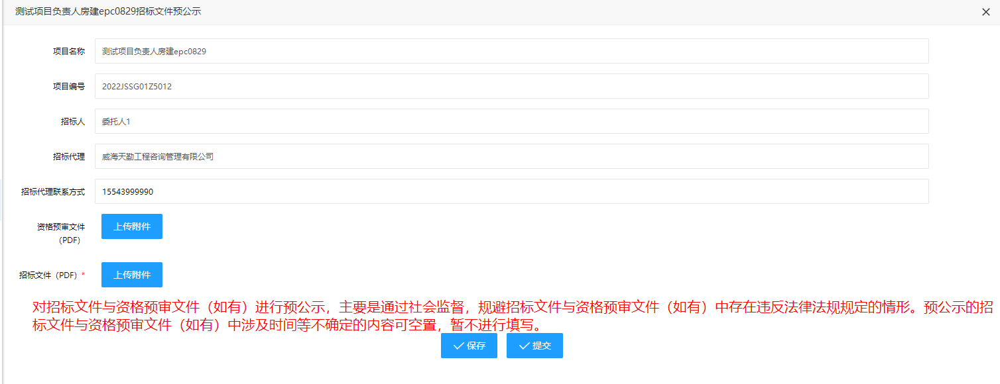 测试项目负责人房建epc0829招标文件预公示
项目名称 测试项目负责人房建epc0829
项目编号 2022JSSG01Z5012
招标人 委托人1
招标代理 威海天勤工程咨询管理有限公司
招标代理联系方式 15543999990
资格预审文件 上传附件
（PDF）
招标文件（PDF）* 上传附件
对招标文件与资格预审文件（如有）进行预公示，主要是通过社会监督，规避招标文件与资格预审文件（如有）中存在违反法律法规规定的情形。预公示的招
标文件与资格预审文件（如有）中涉及时间等不确定的内容可空置，暂不进行填写。
保存 提交